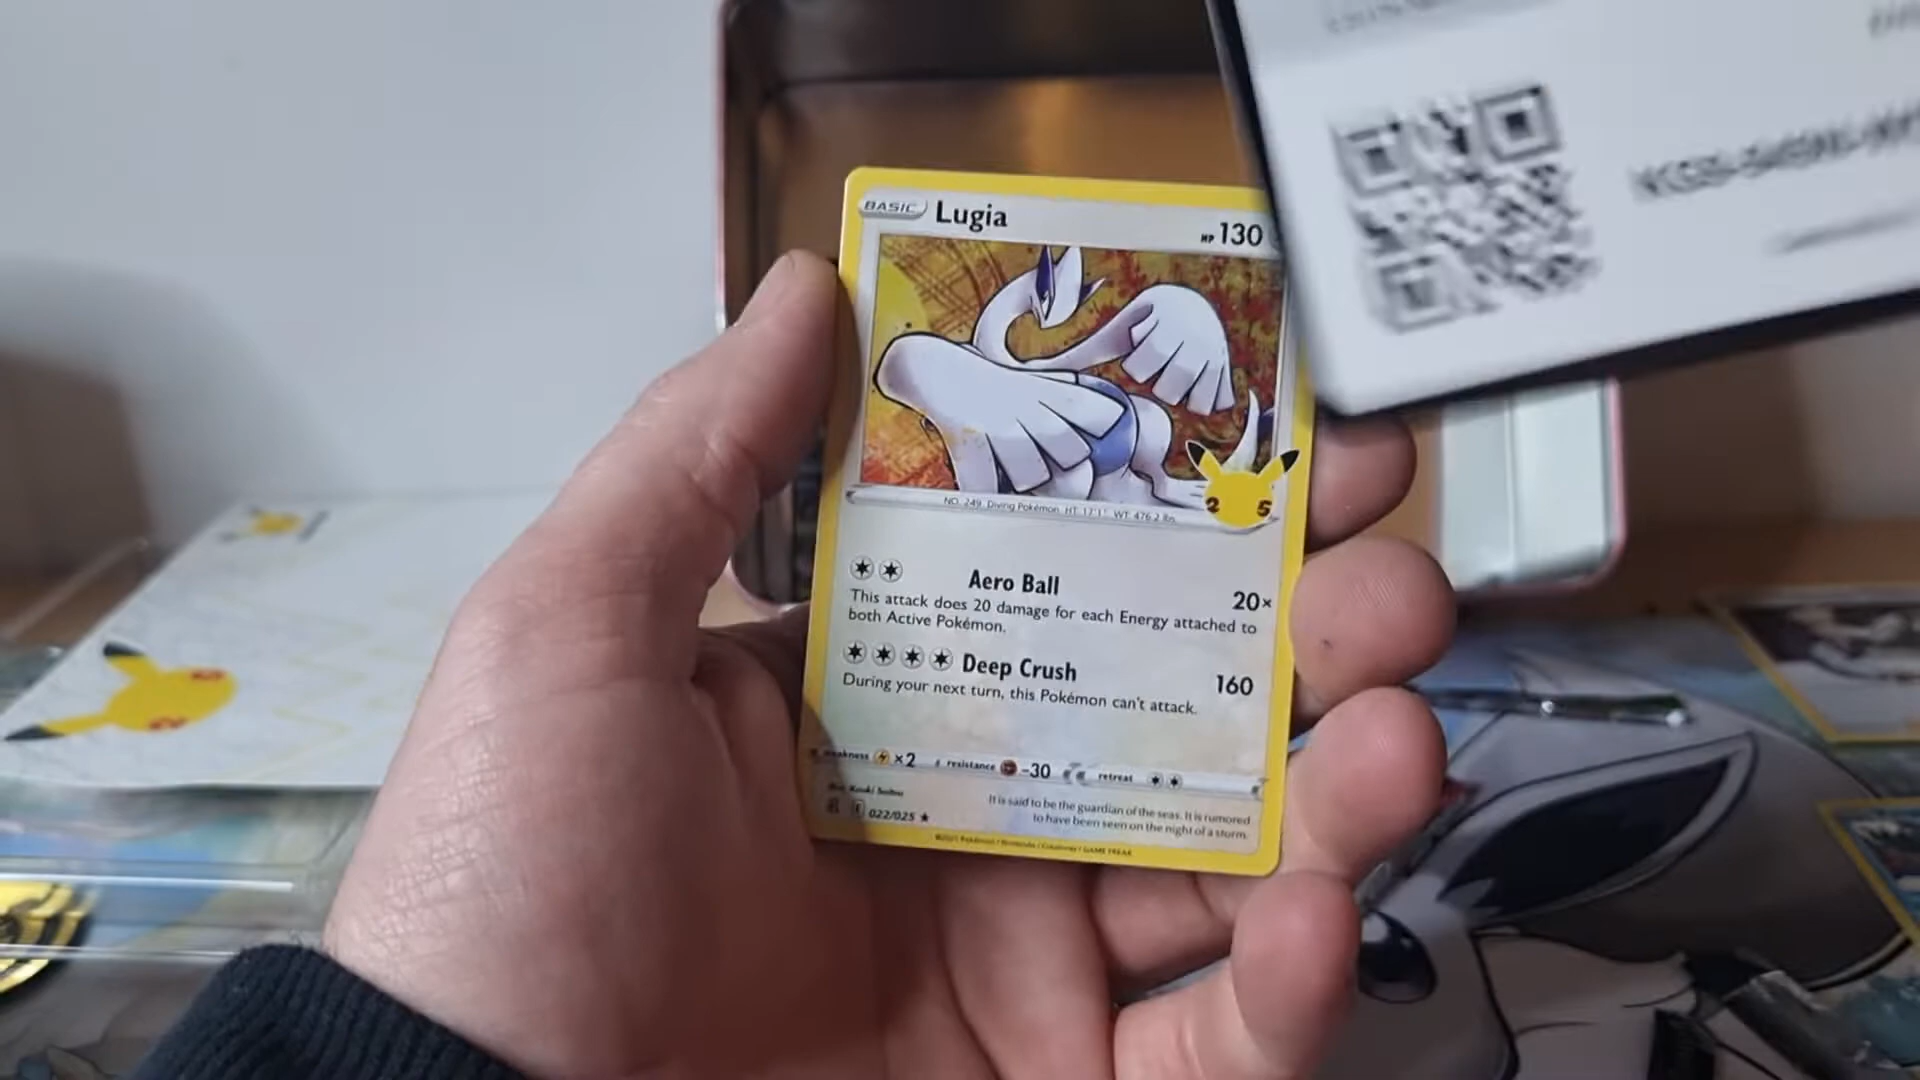 BASIC Lugia HP 130
NO. 249 Diving Pokémon HT: 17'1" WT: 476.2 lbs.
2 5
Aero Ball 20×
This attack does 20 damage for each Energy attached to
both Active Pokémon.
Deep Crush 160
During your next turn, this Pokémon can't attack.
weakness ×2 resistance -30 retreat
022/025
It is said to be the guardian of the seas. It is rumored
to have been seen on the night of a storm.
©2021 Pokémon / Nintendo / Creatures / GAME FREAK